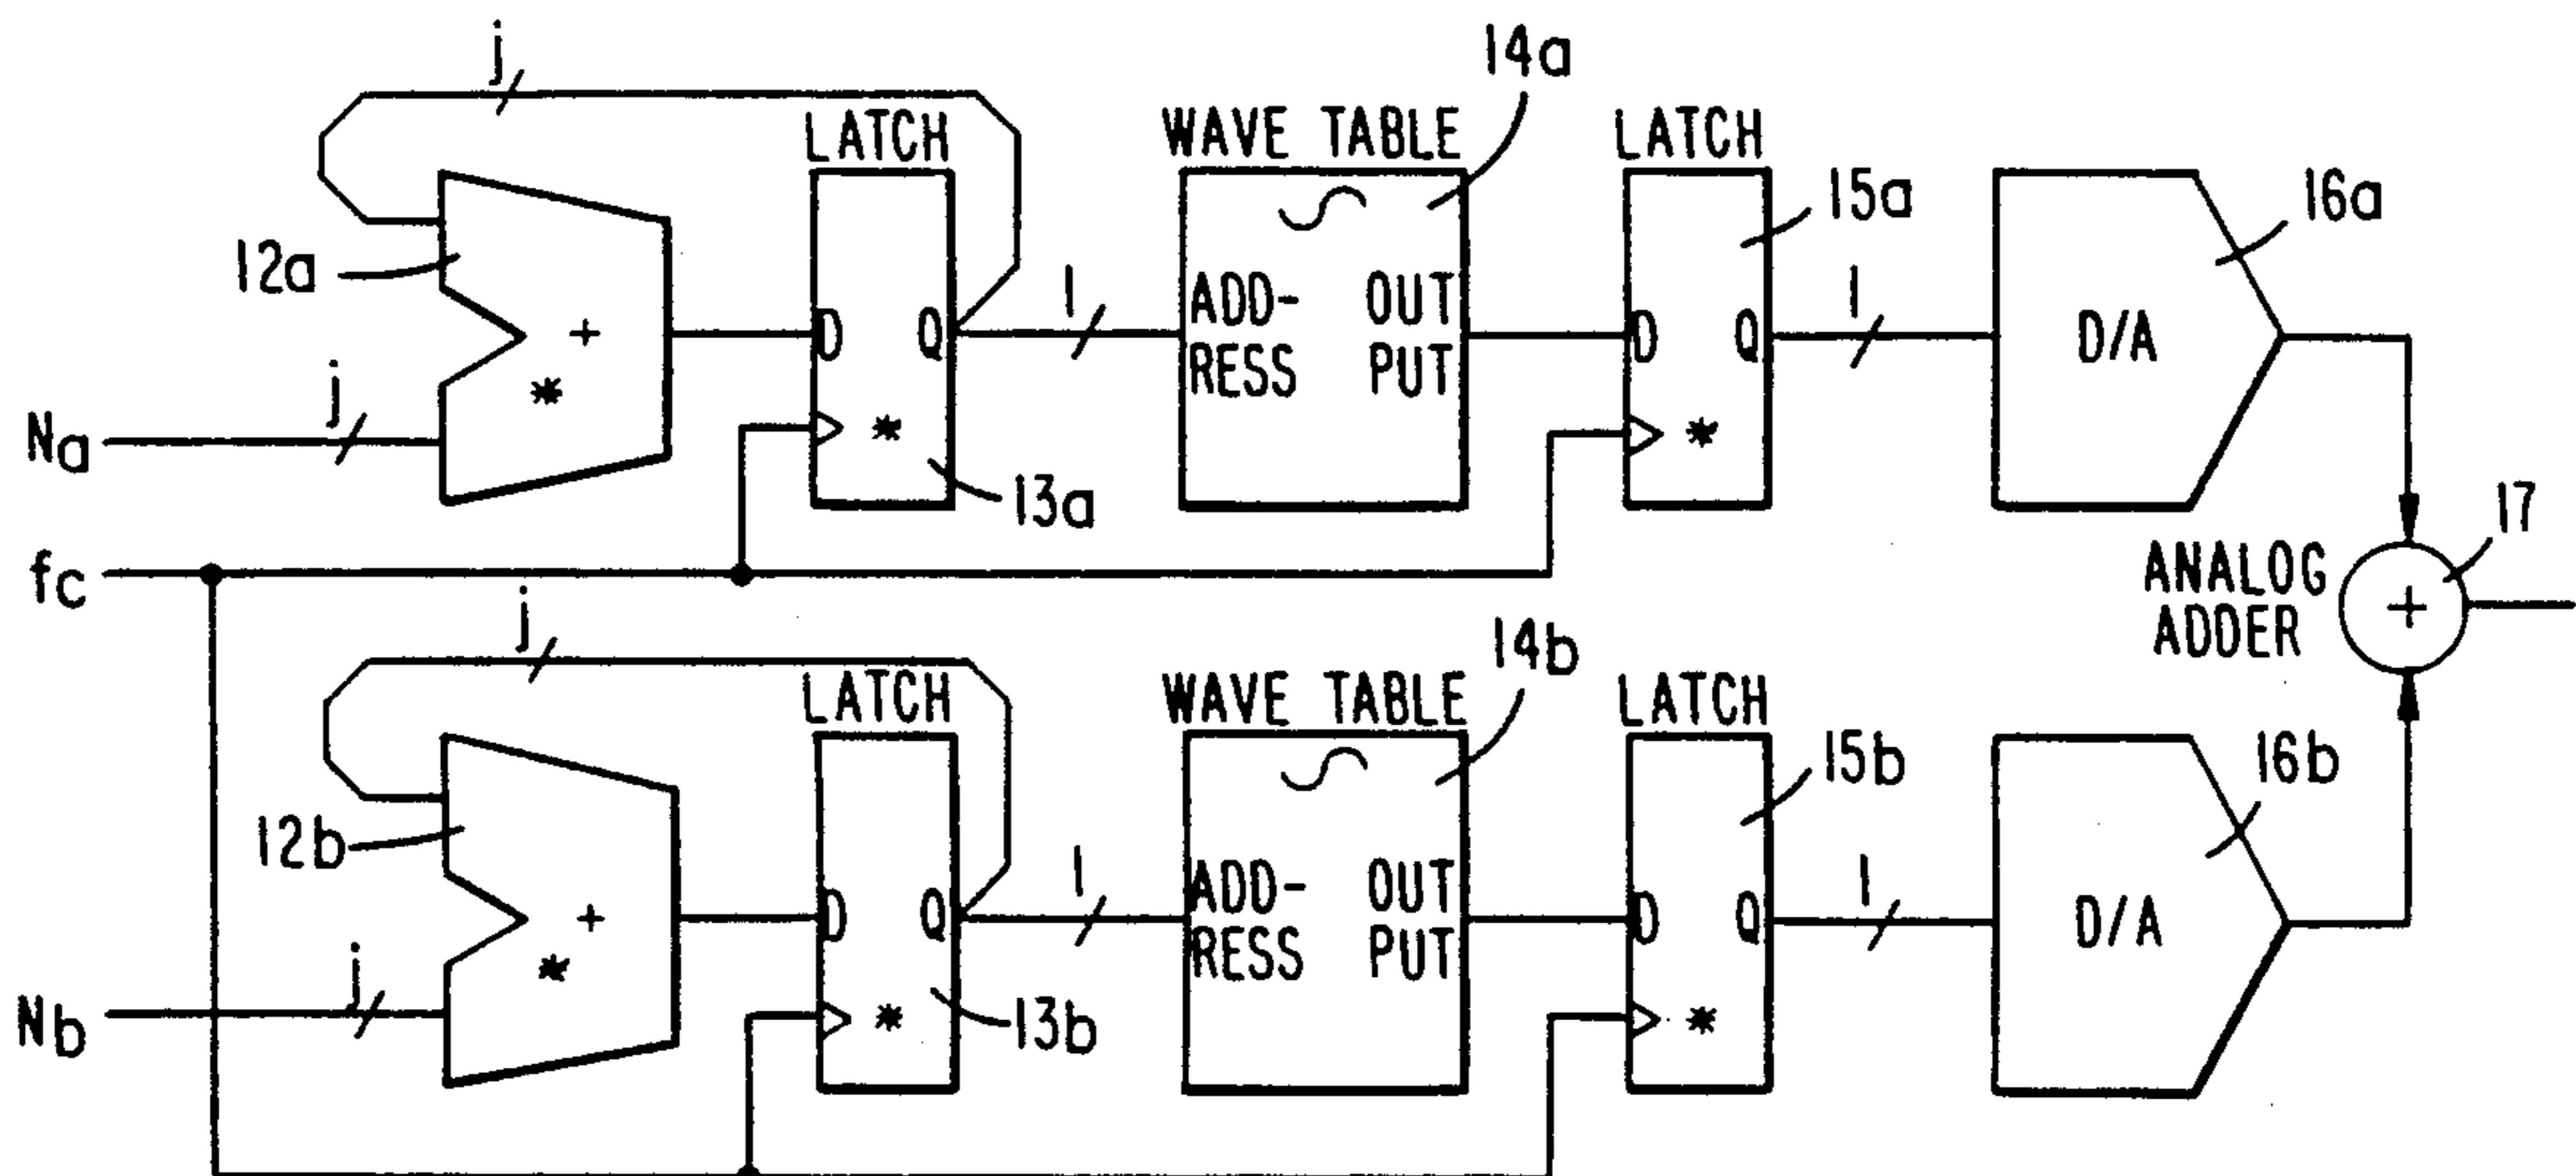 j
14a
LATCH
WAVE TABLE
LATCH
15a
16a
12a
+
*
D
Q
l
ADD-
RESS
OUT
PUT
D
Q
l
D/A
j
Na
*
*
13a
17
fc
ANALOG
ADDER
+
j
14b
LATCH
WAVE TABLE
LATCH
15b
16b
12b
+
*
D
Q
l
ADD-
RESS
OUT
PUT
D
Q
l
D/A
j
Nb
*
*
13b